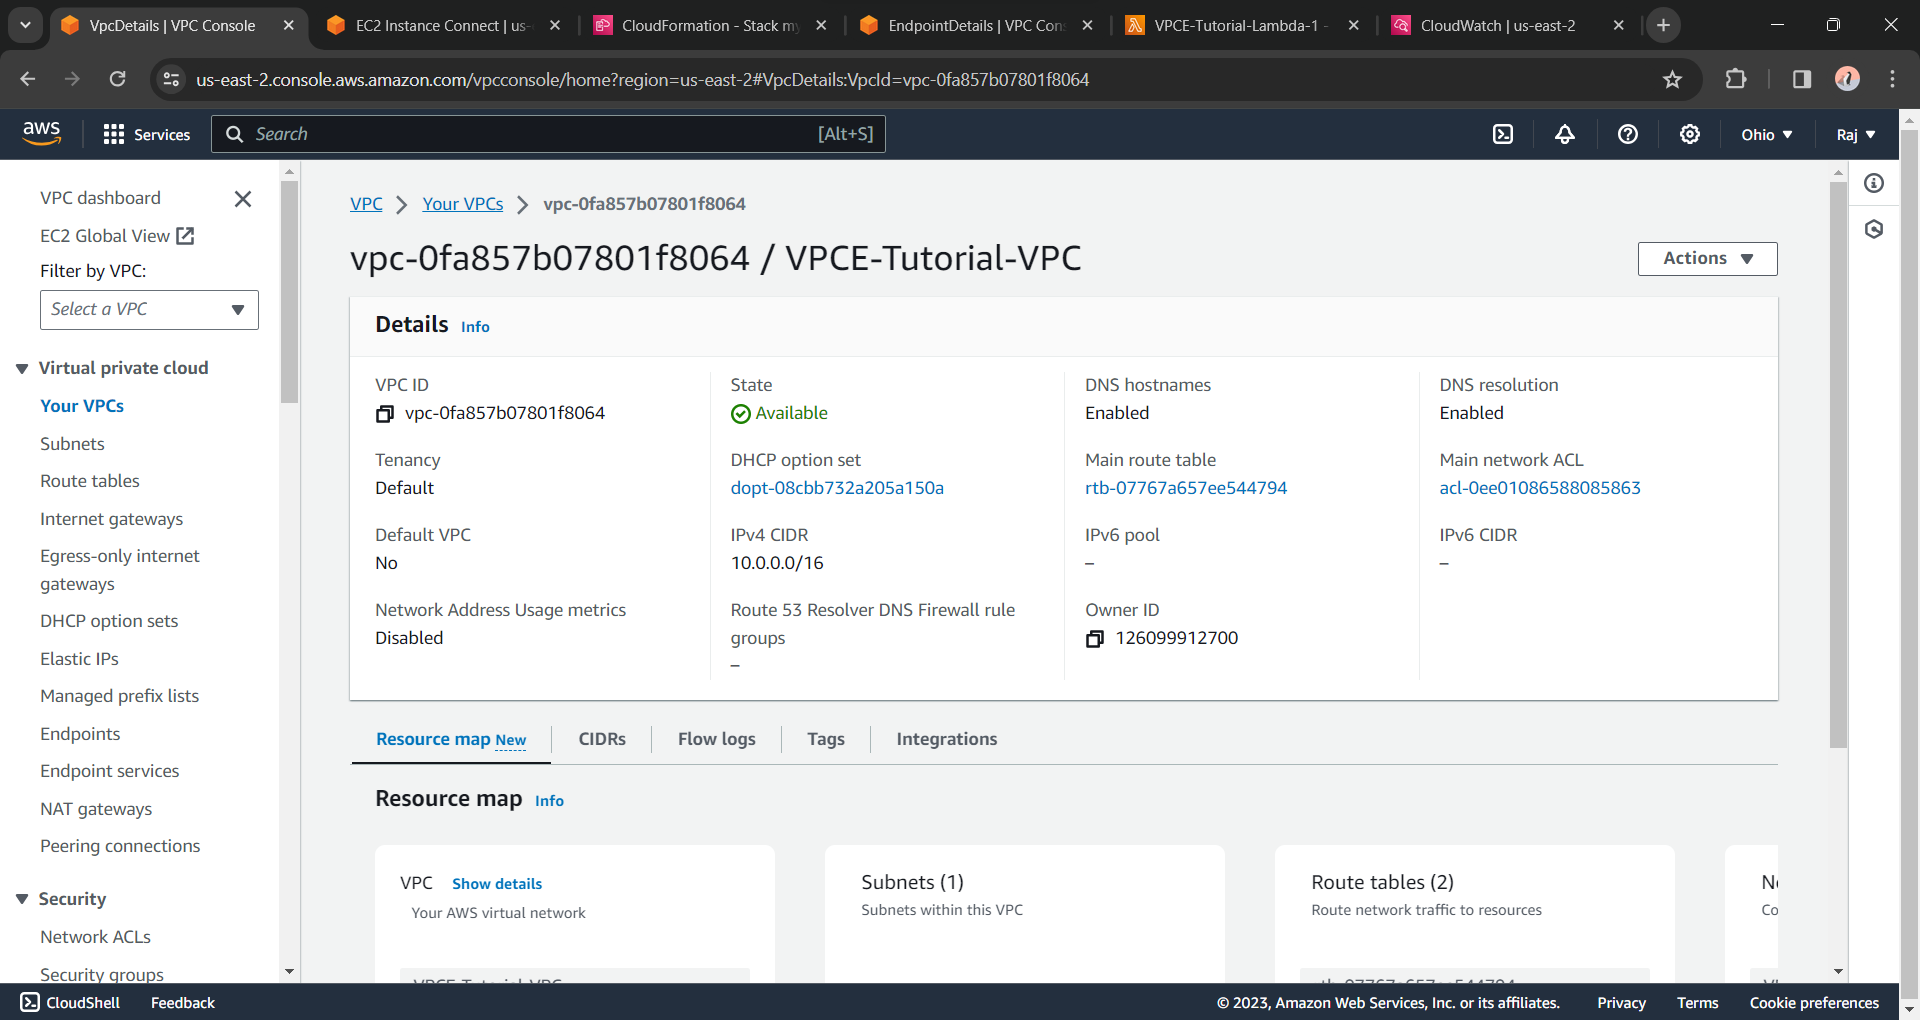 VpcDetails | VPC Console
EC2 Instance Connect | us-
CloudFormation - Stack my
EndpointDetails | VPC Con
VPCE-Tutorial-Lambda-1 -
CloudWatch | us-east-2
us-east-2.console.aws.amazon.com/vpcconsole/home?region=us-east-2#VpcDetails:VpcId=vpc-0fa857b07801f8064
aws
Services
Search
[Alt+S]
Ohio
Raj
VPC dashboard
EC2 Global View
Filter by VPC:
Select a VPC
Virtual private cloud
Your VPCs
Subnets
Route tables
Internet gateways
Egress-only internet
gateways
DHCP option sets
Elastic IPs
Managed prefix lists
Endpoints
Endpoint services
NAT gateways
Peering connections
Security
Network ACLs
Security groups
VPC
Your VPCs
vpc-0fa857b07801f8064
vpc-0fa857b07801f8064 / VPCE-Tutorial-VPC
Actions
Details Info
VPC ID
vpc-0fa857b07801f8064
State
Available
DNS hostnames
Enabled
DNS resolution
Enabled
Tenancy
Default
DHCP option set
dopt-08cbb732a205a150a
Main route table
rtb-07767a657ee544794
Main network ACL
acl-0ee01086588085863
Default VPC
No
IPv4 CIDR
10.0.0.0/16
IPv6 pool
–
IPv6 CIDR
–
Network Address Usage metrics
Disabled
Route 53 Resolver DNS Firewall rule
groups
–
Owner ID
126099912700
Resource map New
CIDRs
Flow logs
Tags
Integrations
Resource map Info
VPC Show details
Your AWS virtual network
VPCE-Tutorial-VPC
Subnets (1)
Subnets within this VPC
Route tables (2)
Route network traffic to resources
rtb-07767a657ee544794
Co
CloudShell
Feedback
© 2023, Amazon Web Services, Inc. or its affiliates.
Privacy
Terms
Cookie preferences